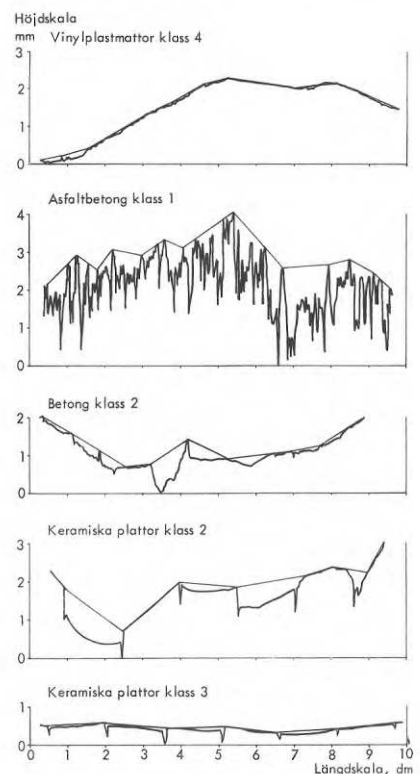 Höjdskala
mm Vinylplastmattor klass 4
3
2
1
0
Asfaltbetong klass 1
4
3
2
1
0
Betong klass 2
2
1
0
Keramiska plattor klass 2
3
2
1
0
Keramiska plattor klass 3
1
0
0 1 2 3 4 5 6 7 8 9 10
Längdskala, dm